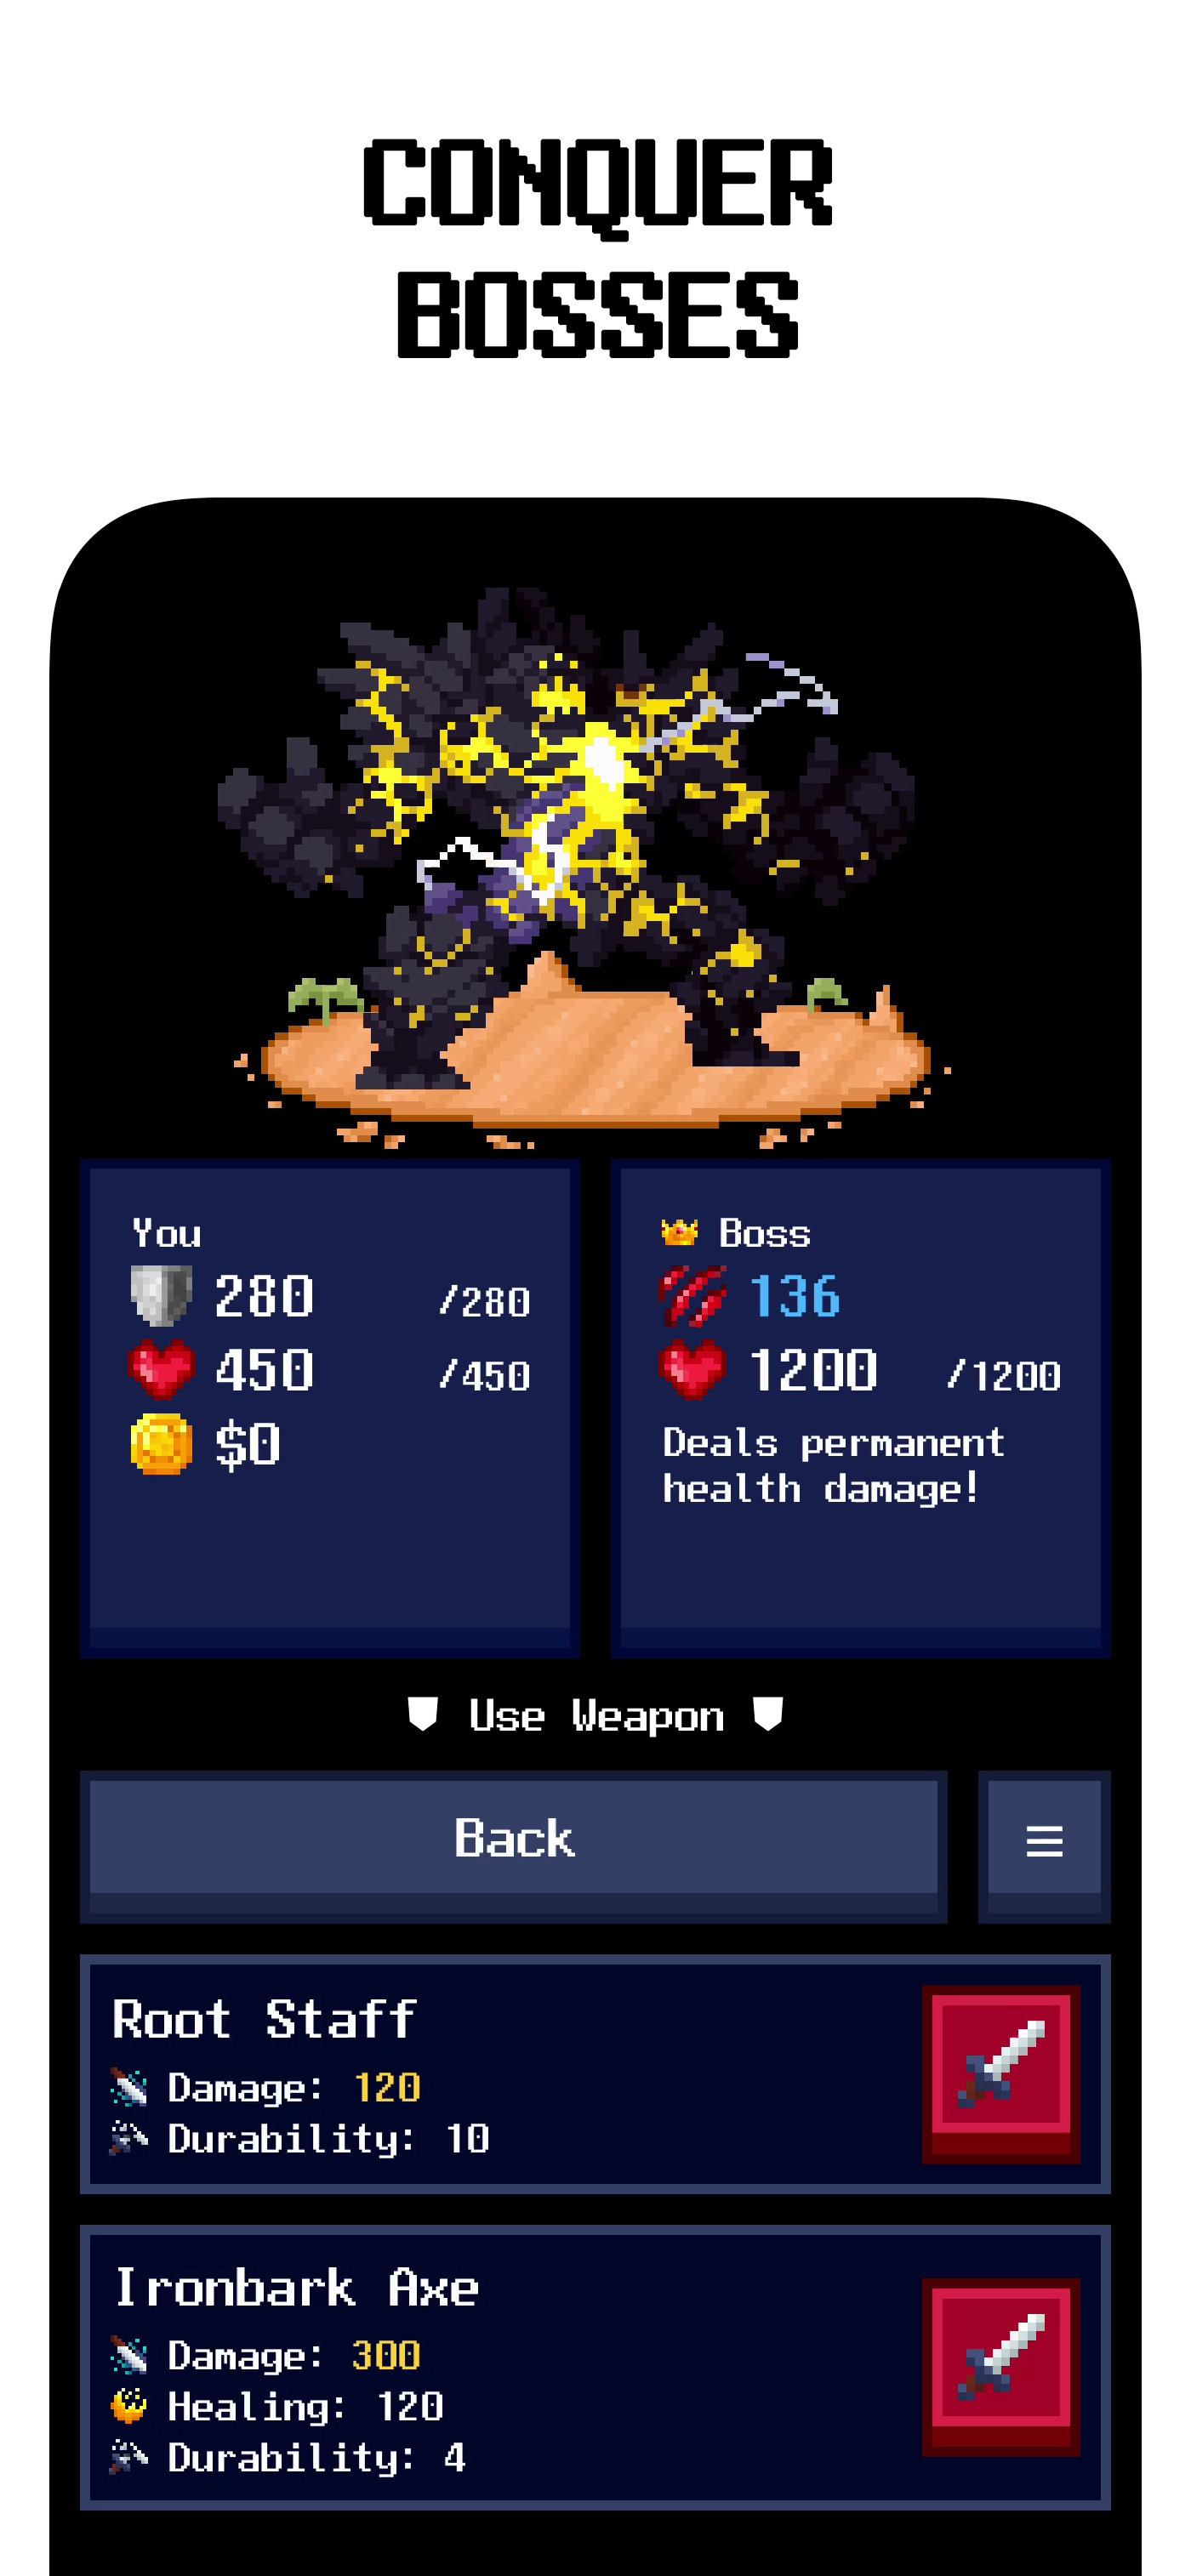 CONQUER
BOSSES
You
280 /280
450 /450
$0
Boss
136
1200 /1200
Deals permanent
health damage!
Use Weapon
Back
Root Staff
Damage: 120
Durability: 10
Ironbark Axe
Damage: 300
Healing: 120
Durability: 4